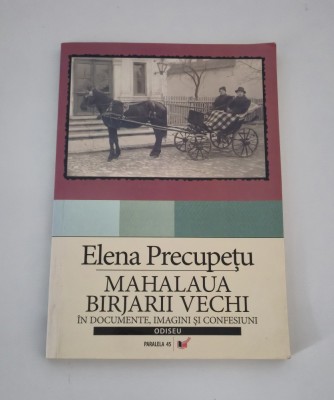 Elena Precupețu
MAHALAUA
BIRJARII VECHI
ÎN DOCUMENTE, IMAGINI ȘI CONFESIUNI
ODISEU
PARALELA 45